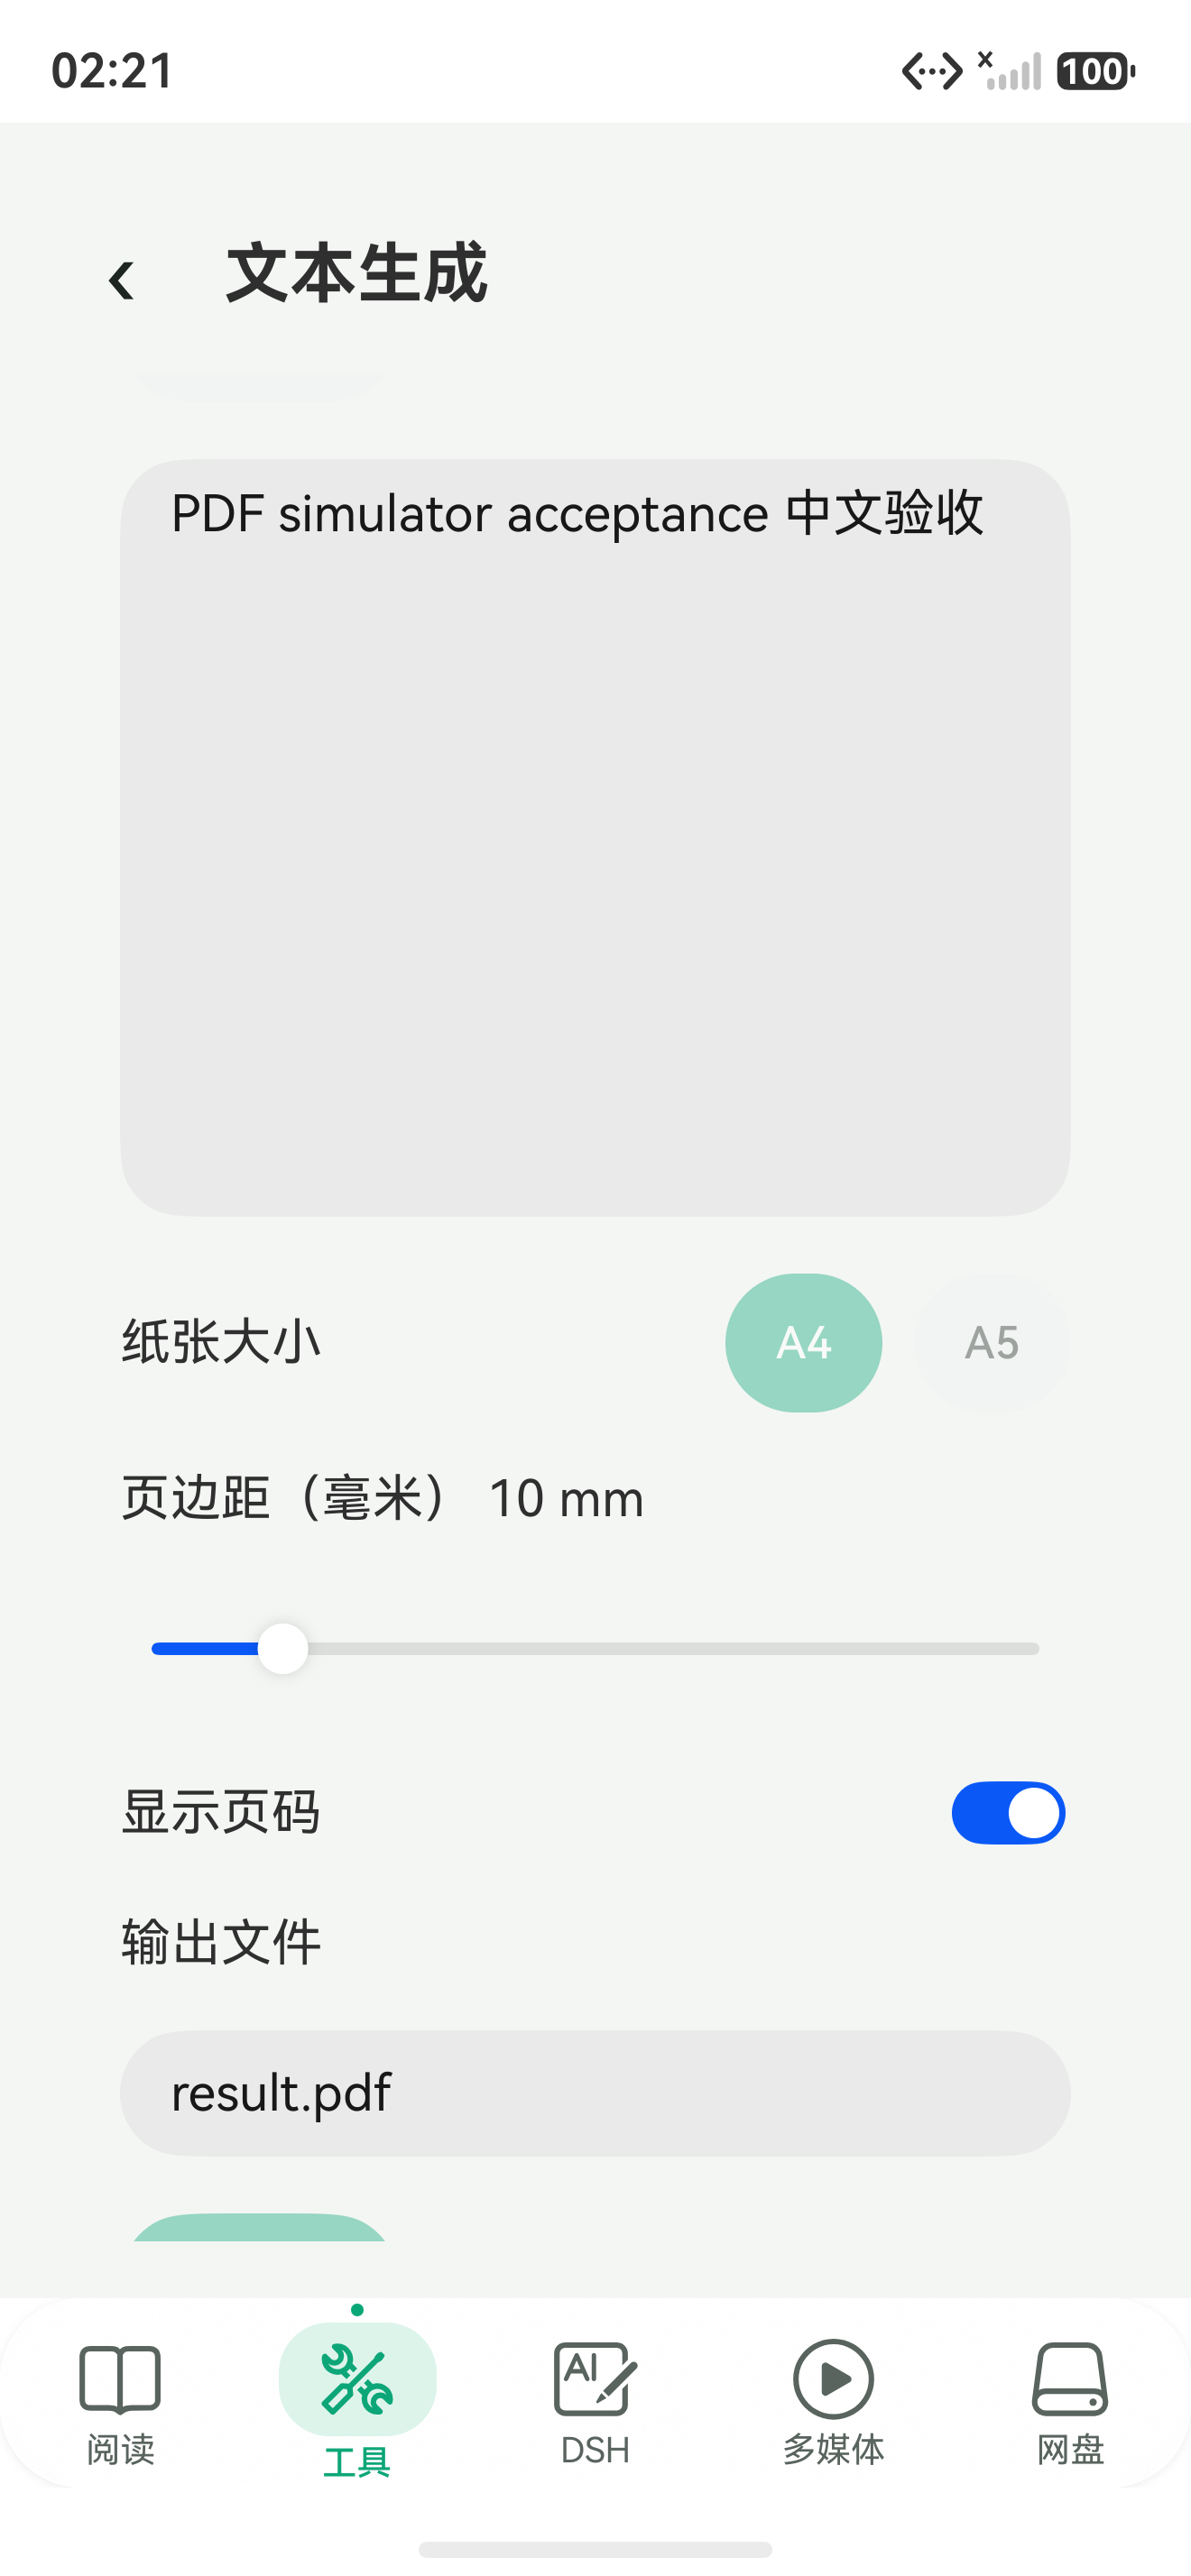 02:21
100
文本生成
PDF simulator acceptance 中文验收
纸张大小
A4
A5
页边距（毫米） 10 mm
显示页码
输出文件
result.pdf
AI
阅读
工具
DSH
多媒体
网盘